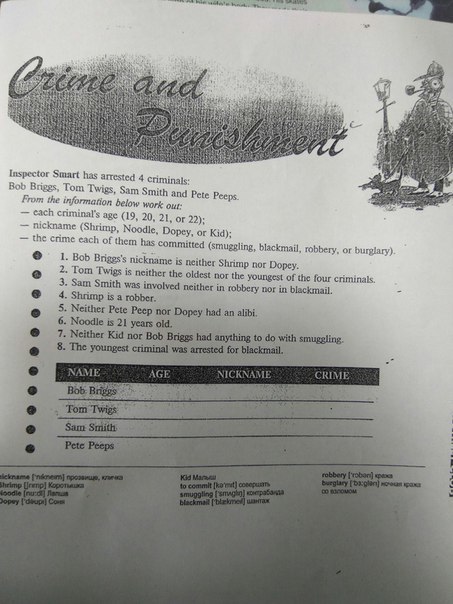 of his wife's body.
Crime and
Punishment
Inspector Smart has arrested 4 criminals:
Bob Briggs, Tom Twigs, Sam Smith and Pete Peeps.
From the information below work out:
— each criminal's age (19, 20, 21, or 22);
— nickname (Shrimp, Noodle, Dopey, or Kid);
— the crime each of them has committed (smuggling, blackmail, robbery, or burglary).
1. Bob Briggs's nickname is neither Shrimp nor Dopey.
2. Tom Twigs is neither the oldest nor the youngest of the four criminals.
3. Sam Smith was involved neither in robbery nor in blackmail.
4. Shrimp is a robber.
5. Neither Pete Peep nor Dopey had an alibi.
6. Noodle is 21 years old.
7. Neither Kid nor Bob Briggs had anything to do with smuggling.
8. The youngest criminal was arrested for blackmail.
NAME AGE NICKNAME CRIME
Bob Briggs
Tom Twigs
Sam Smith
Pete Peeps
nickname ['nɪkneɪm] прозвище, кличка
Shrimp [ʃrɪmp] Коротышка
Noodle [nu:dl] Лапша
Dopey ['dəupɪ] Соня
Kid Малыш
to commit [kə'mɪt] совершать
smuggling ['smʌglɪŋ] контрабанда
blackmail ['blækmeɪl] шантаж
robbery ['rɔbərɪ] кража
burglary ['bɜ:glərɪ] ночная кража
со взломом